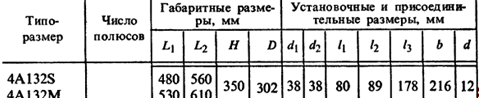 Типо-
размер
Число
полюсов
Габаритные разме-
ры, мм
Установочные и присоедини-
тельные размеры, мм
L₁ L₂ H D d₁ d₂ l₁ l₂ l₃ b d
4А132S 480 560 350 302 38 38 80 89 178 216 12
4А132М 530 610